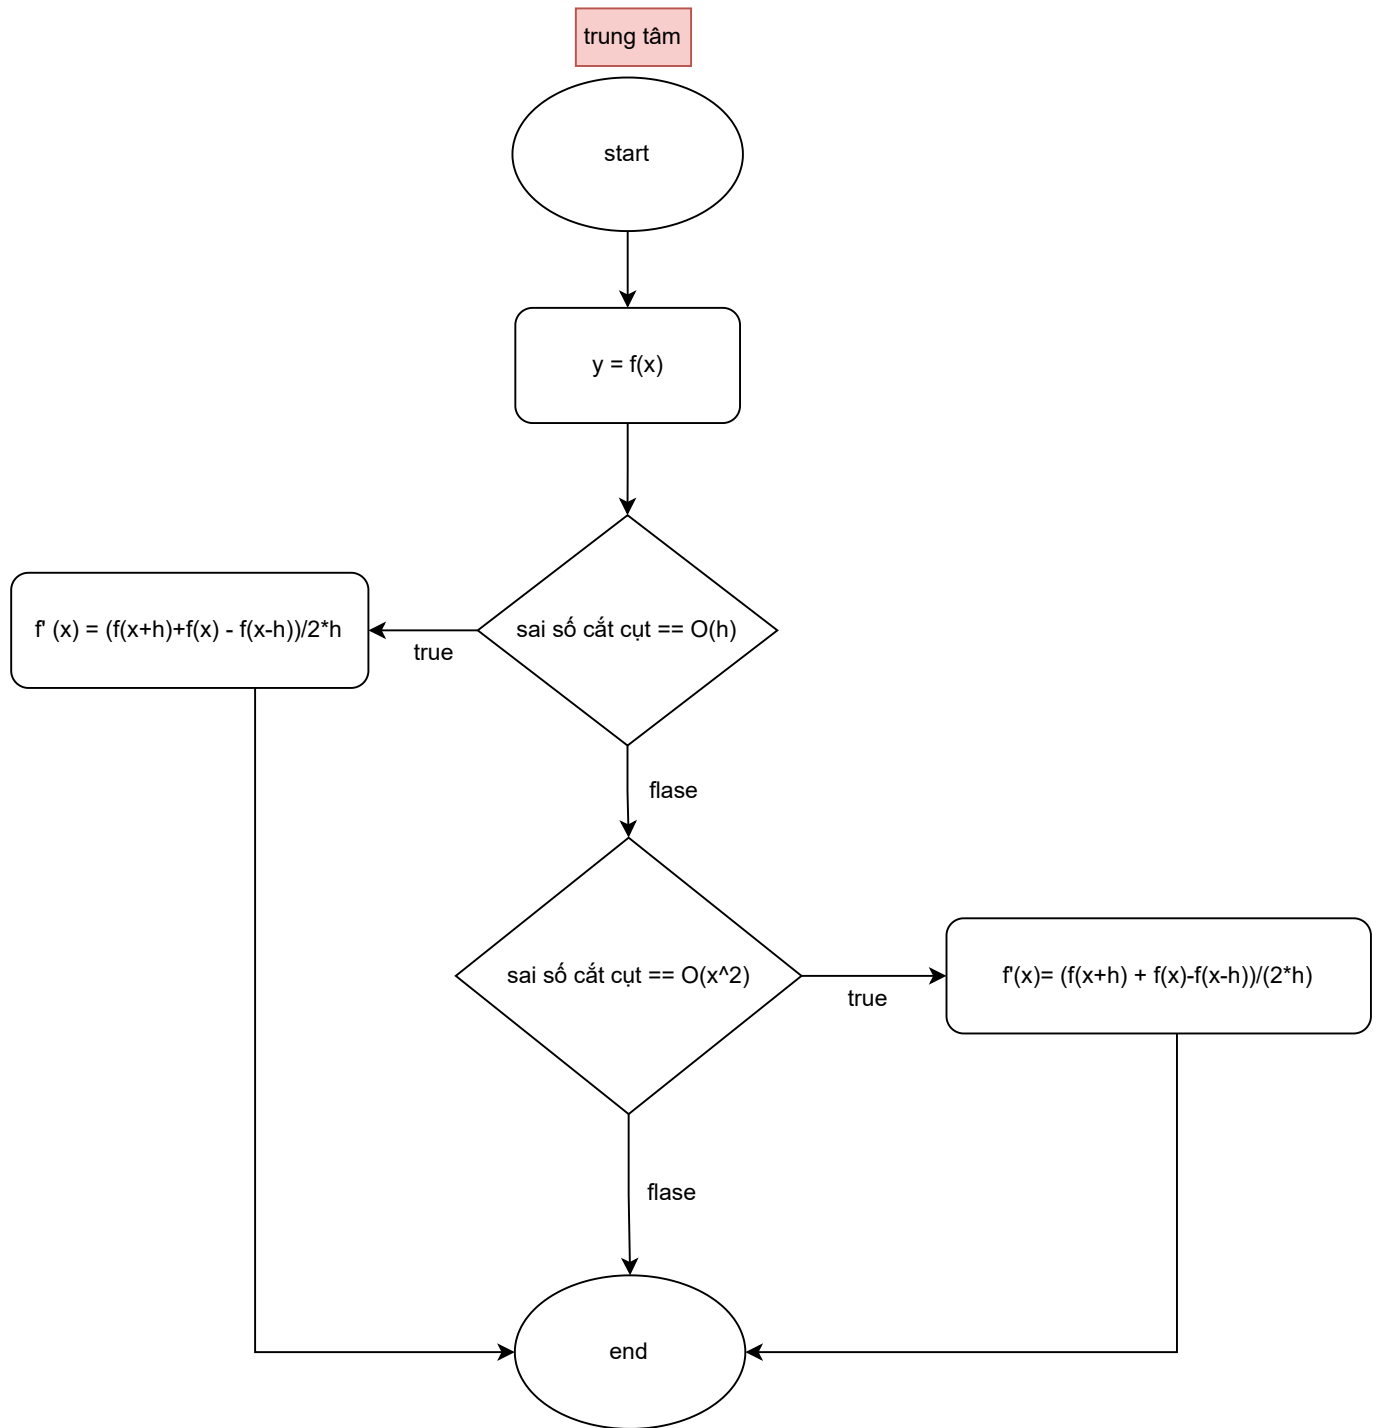 trung tâm
start
y = f(x)
sai số cắt cụt == O(h)
f' (x) = (f(x+h)+f(x) - f(x-h))/2*h
true
flase
sai số cắt cụt == O(x^2)
f'(x)= (f(x+h) + f(x)-f(x-h))/(2*h)
true
flase
end